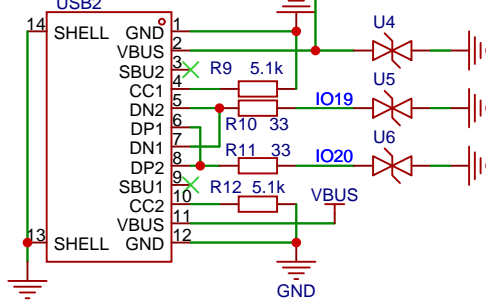 USB2
14 SHELL GND 1
VBUS 2
SBU2 3
CC1 4
DN2 5
DP1 6
DN1 7
DP2 8
SBU1 9
CC2 10
VBUS 11
13 SHELL GND 12
R9 5.1k
R10 33
R11 33
R12 5.1k
IO19
IO20
VBUS
GND
U4
U5
U6